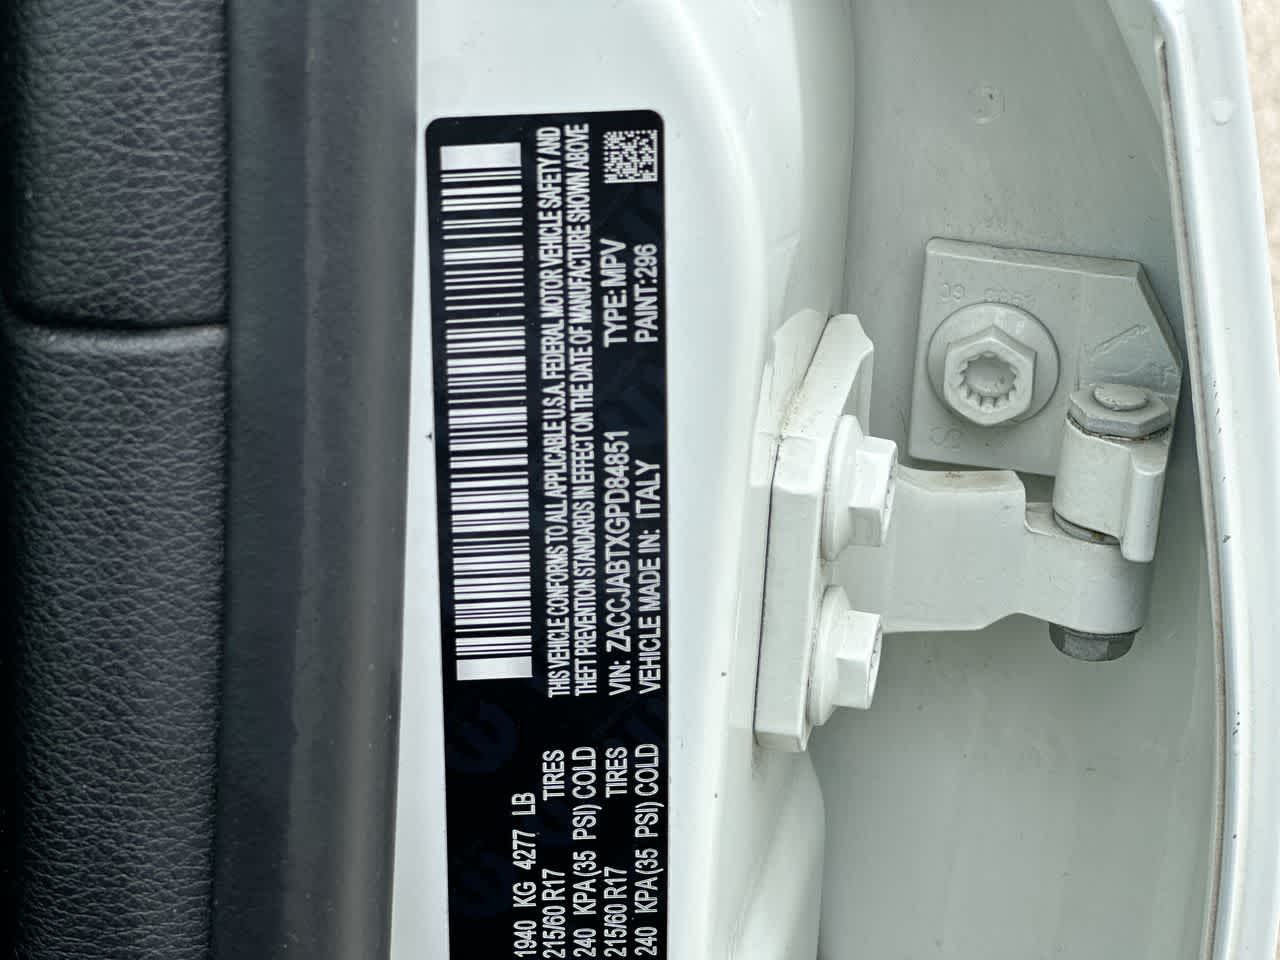 1940 KG 4277 LB
215/60 R17 TIRES
240 KPA(35 PSI) COLD
215/60 R17 TIRES
240 KPA(35 PSI) COLD
THIS VEHICLE CONFORMS TO ALL APPLICABLE U.S.A. FEDERAL MOTOR VEHICLE SAFETY AND
THEFT PREVENTION STANDARDS IN EFFECT ON THE DATE OF MANUFACTURE SHOWN ABOVE
VIN: ZACCJABTXGPD84851 TYPE: MPV
VEHICLE MADE IN: ITALY PAINT:296